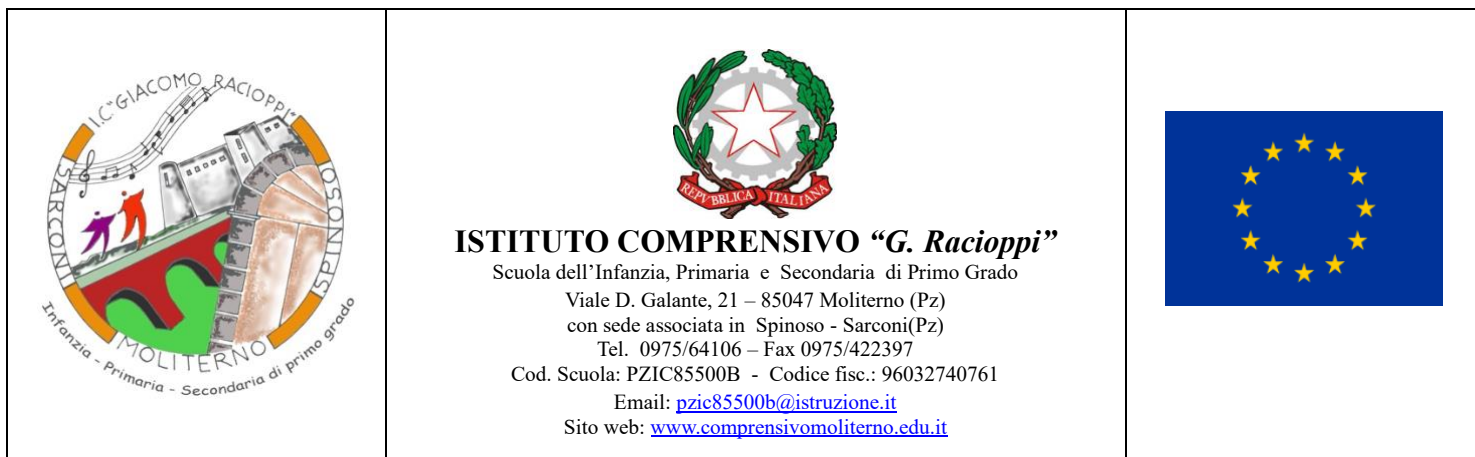 I.C. "GIACOMO RACIOPPI"
SARCONI
SPINOSO
MOLITERNO
Infanzia - Primaria - Secondaria di primo grado
REPVBBLICA ITALIANA
ISTITUTO COMPRENSIVO “G. Racioppi”
Scuola dell’Infanzia, Primaria e Secondaria di Primo Grado
Viale D. Galante, 21 – 85047 Moliterno (Pz)
con sede associata in Spinoso - Sarconi(Pz)
Tel. 0975/64106 – Fax 0975/422397
Cod. Scuola: PZIC85500B - Codice fisc.: 96032740761
Email: pzic85500b@istruzione.it
Sito web: www.comprensivomoliterno.edu.it